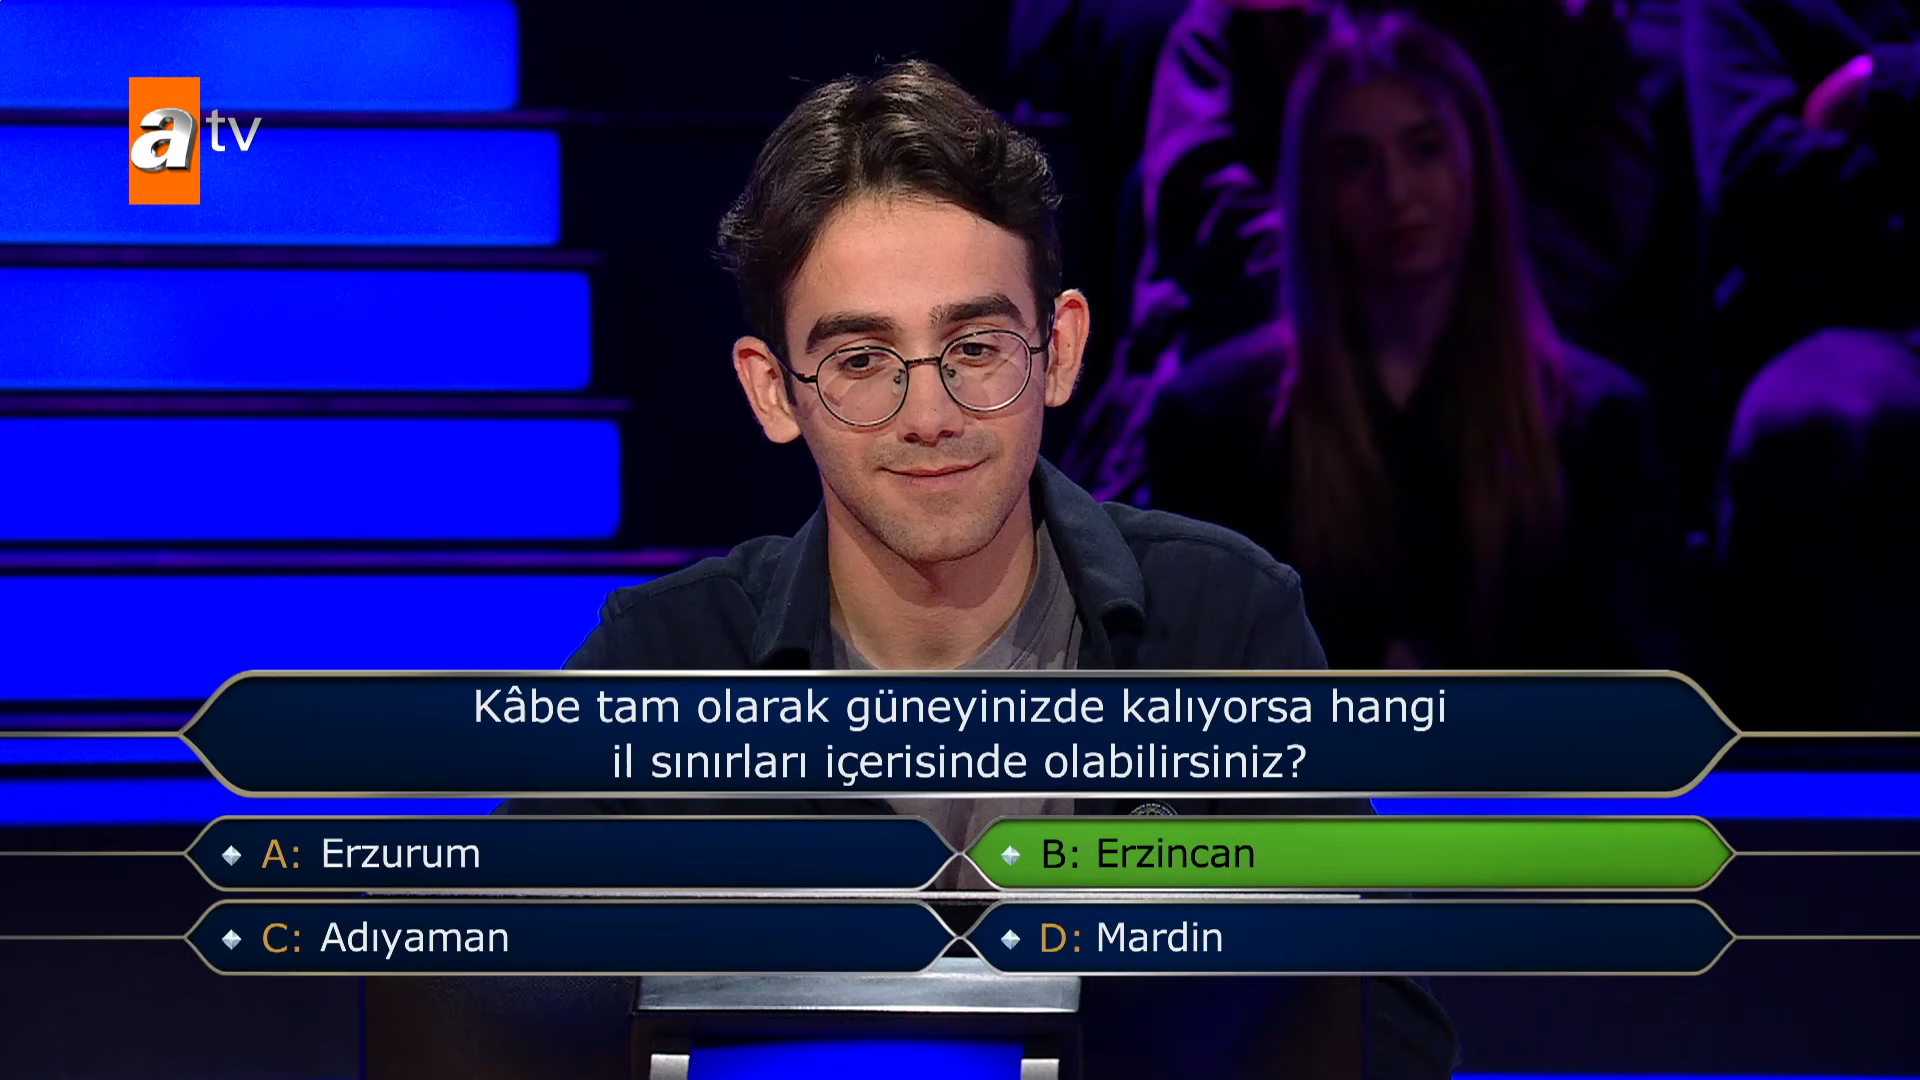 atv
Kâbe tam olarak güneyinizde kalıyorsa hangi
il sınırları içerisinde olabilirsiniz?
A: Erzurum
B: Erzincan
C: Adıyaman
D: Mardin